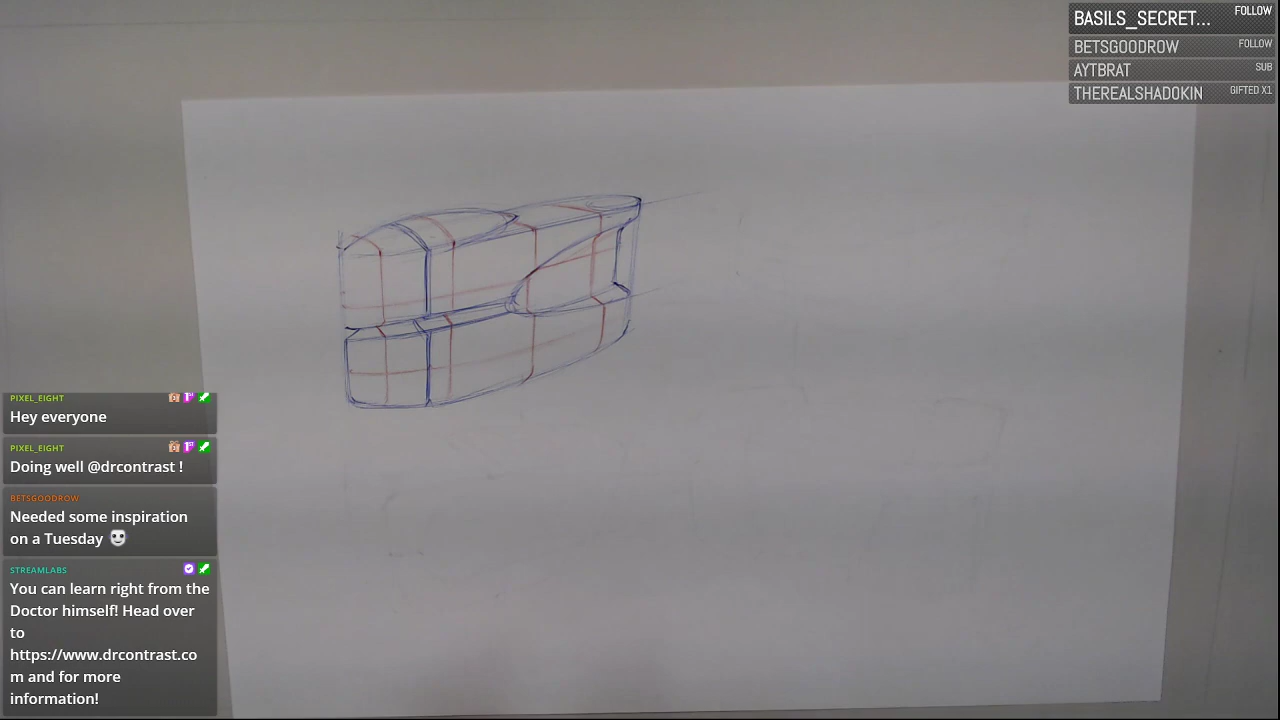 BASILS_SECRET... FOLLOW
BETSGOODROW FOLLOW
AYTBRAT SUB
THEREALSHADOKIN GIFTED X1
PIXEL_EIGHT
Hey everyone
PIXEL_EIGHT
Doing well @drcontrast !
BETSGOODROW
Needed some inspiration
on a Tuesday
STREAMLABS
You can learn right from the
Doctor himself! Head over
to
https://www.drcontrast.co
m and for more
information!